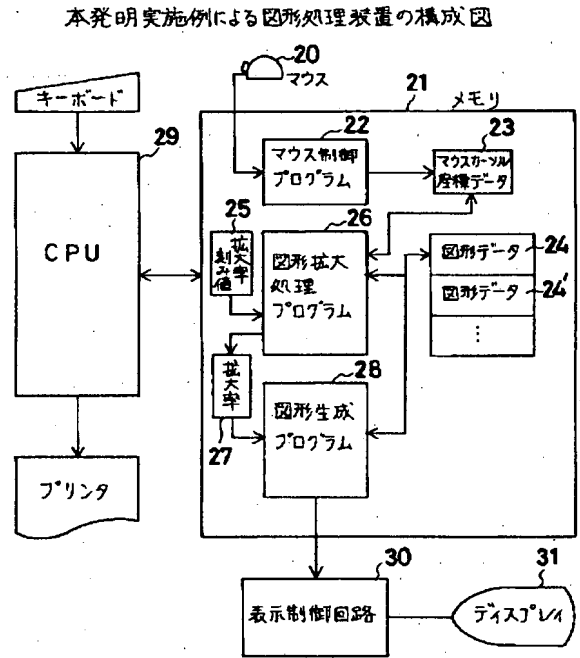 本発明実施例による図形処理装置の構成図
20
マウス
キーボード
21
メモリ
22
マウス制御
プログラム
23
マウスカーソル
座標データ
29
CPU
25
拡大率
刻み値
26
図形拡大
処理
プログラム
図形データ 24
図形データ 24'
⋮
拡大率
27
28
図形生成
プログラム
プリンタ
30
表示制御回路
31
ディスプレイ